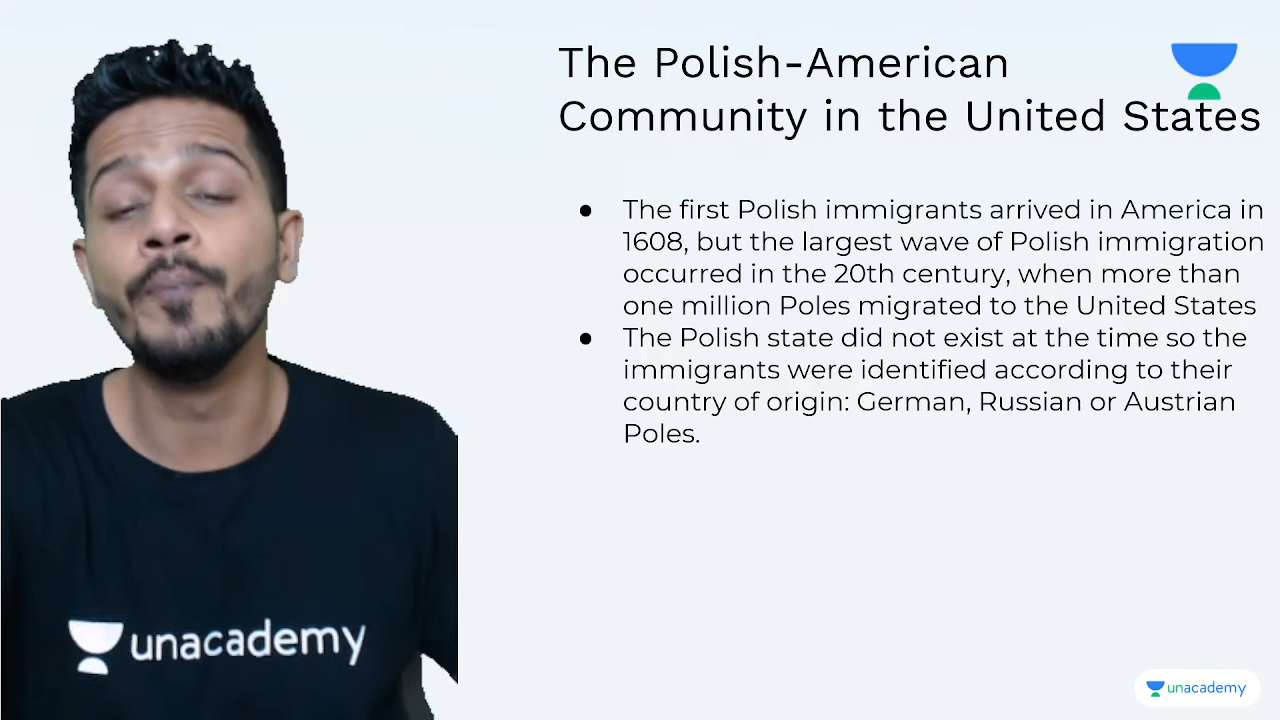 The Polish-American
Community in the United States
● The first Polish immigrants arrived in America in
1608, but the largest wave of Polish immigration
occurred in the 20th century, when more than
one million Poles migrated to the United States
● The Polish state did not exist at the time so the
immigrants were identified according to their
country of origin: German, Russian or Austrian
Poles.
unacademy
unacademy